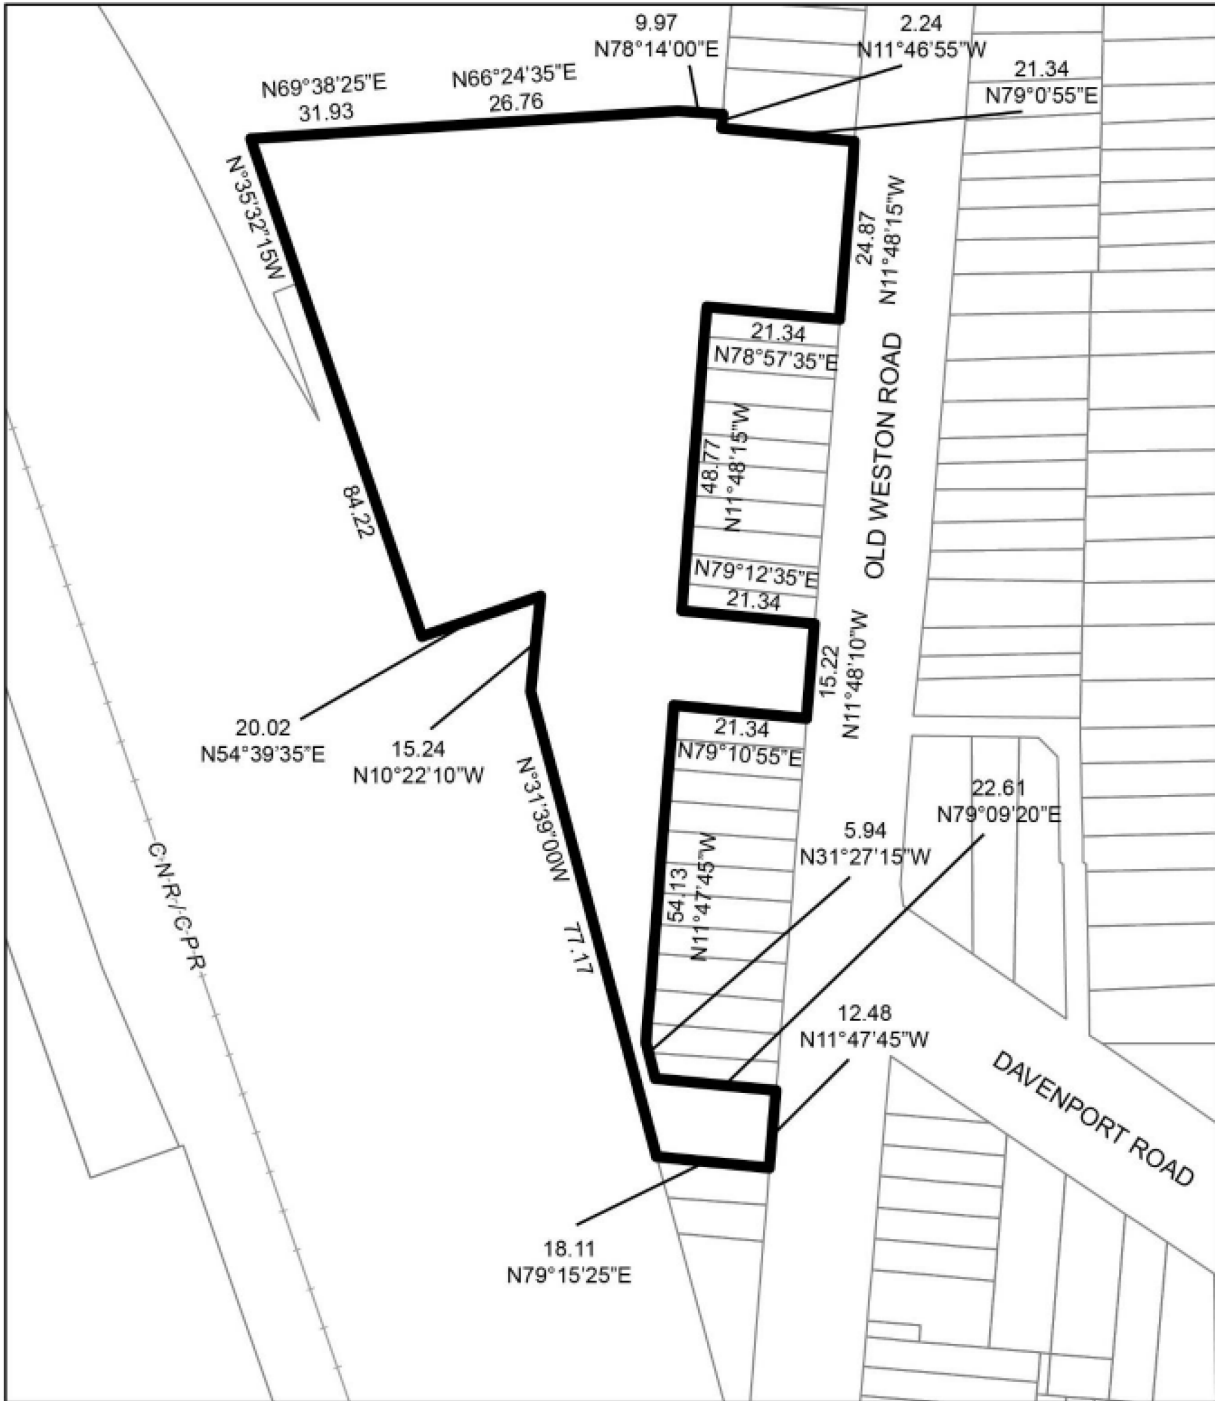 9.97
N78°14'00"E
2.24
N11°46'55"W
21.34
N79°0'55"E
N69°38'25"E
31.93
N66°24'35"E
26.76
N°35'32"15W
84.22
24.87
N11°48'15"W
21.34
N78°57'35"E
48.77
N11°48'15"W
OLD WESTON ROAD
N79°12'35"E
21.34
15.22
N11°48'10"W
20.02
N54°39'35"E
15.24
N10°22'10"W
21.34
N79°10'55"E
22.61
N79°09'20"E
5.94
N31°27'15"W
N°31'39"00W
77.17
54.13
N11°47'45"W
C-N-R-/-C-P-R
12.48
N11°47'45"W
DAVENPORT ROAD
18.11
N79°15'25"E